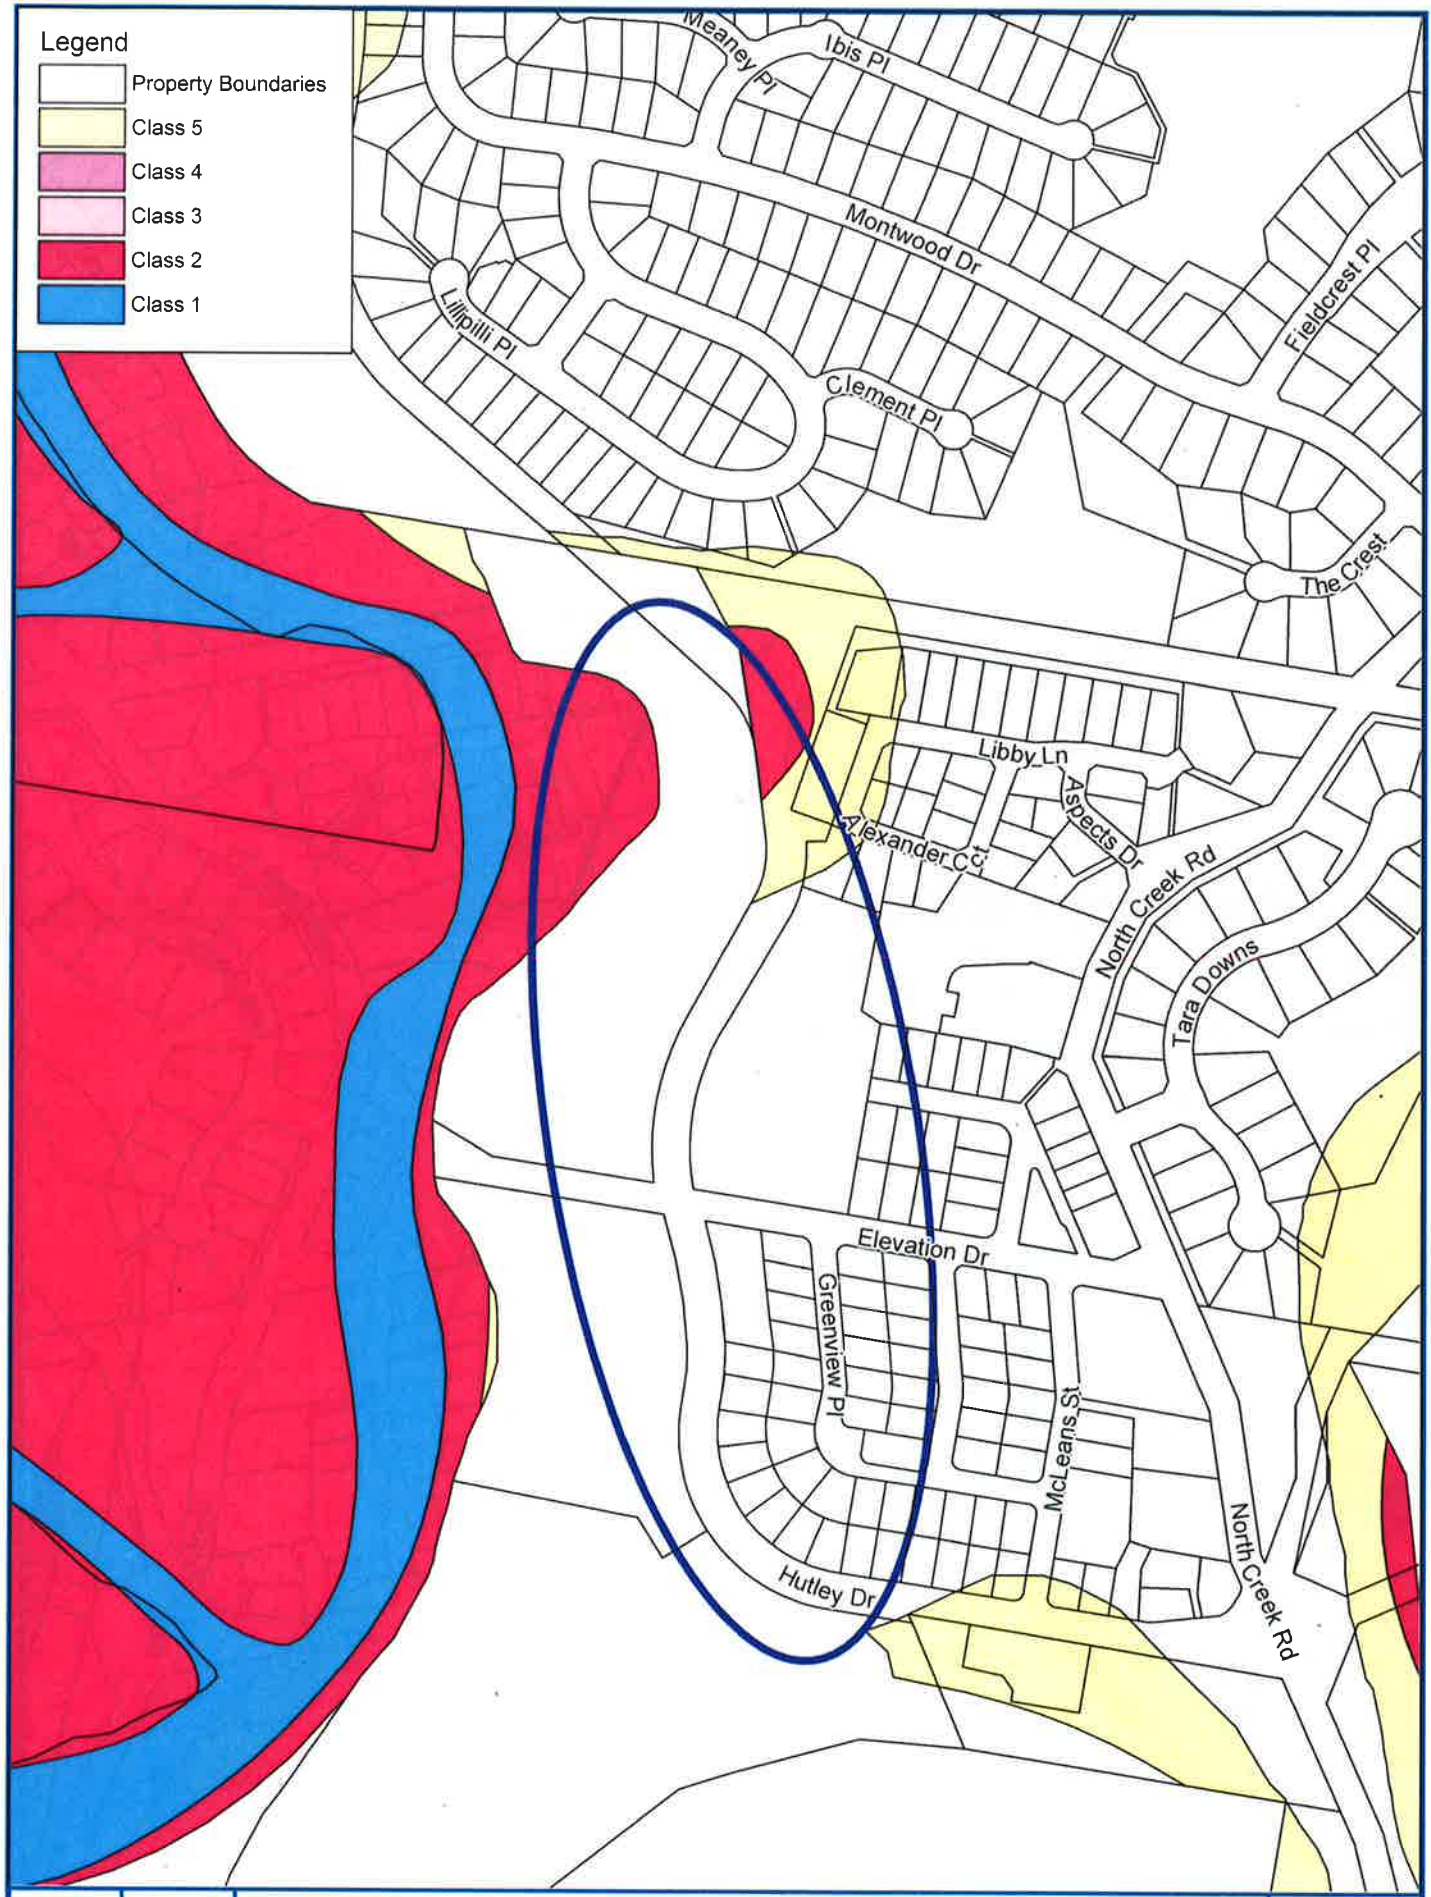 Legend
Property Boundaries
Class 5
Class 4
Class 3
Class 2
Class 1
Meaney Pl
Ibis Pl
Montwood Dr
Fieldcrest Pl
Lillipilli Pl
Clement Pl
The Crest
Libby Ln
Aspects Dr
Alexander C
Ct
North Creek Rd
Tara Downs
Elevation Dr
Greenview Pl
McLeans St
Hutley Dr
North Creek Rd